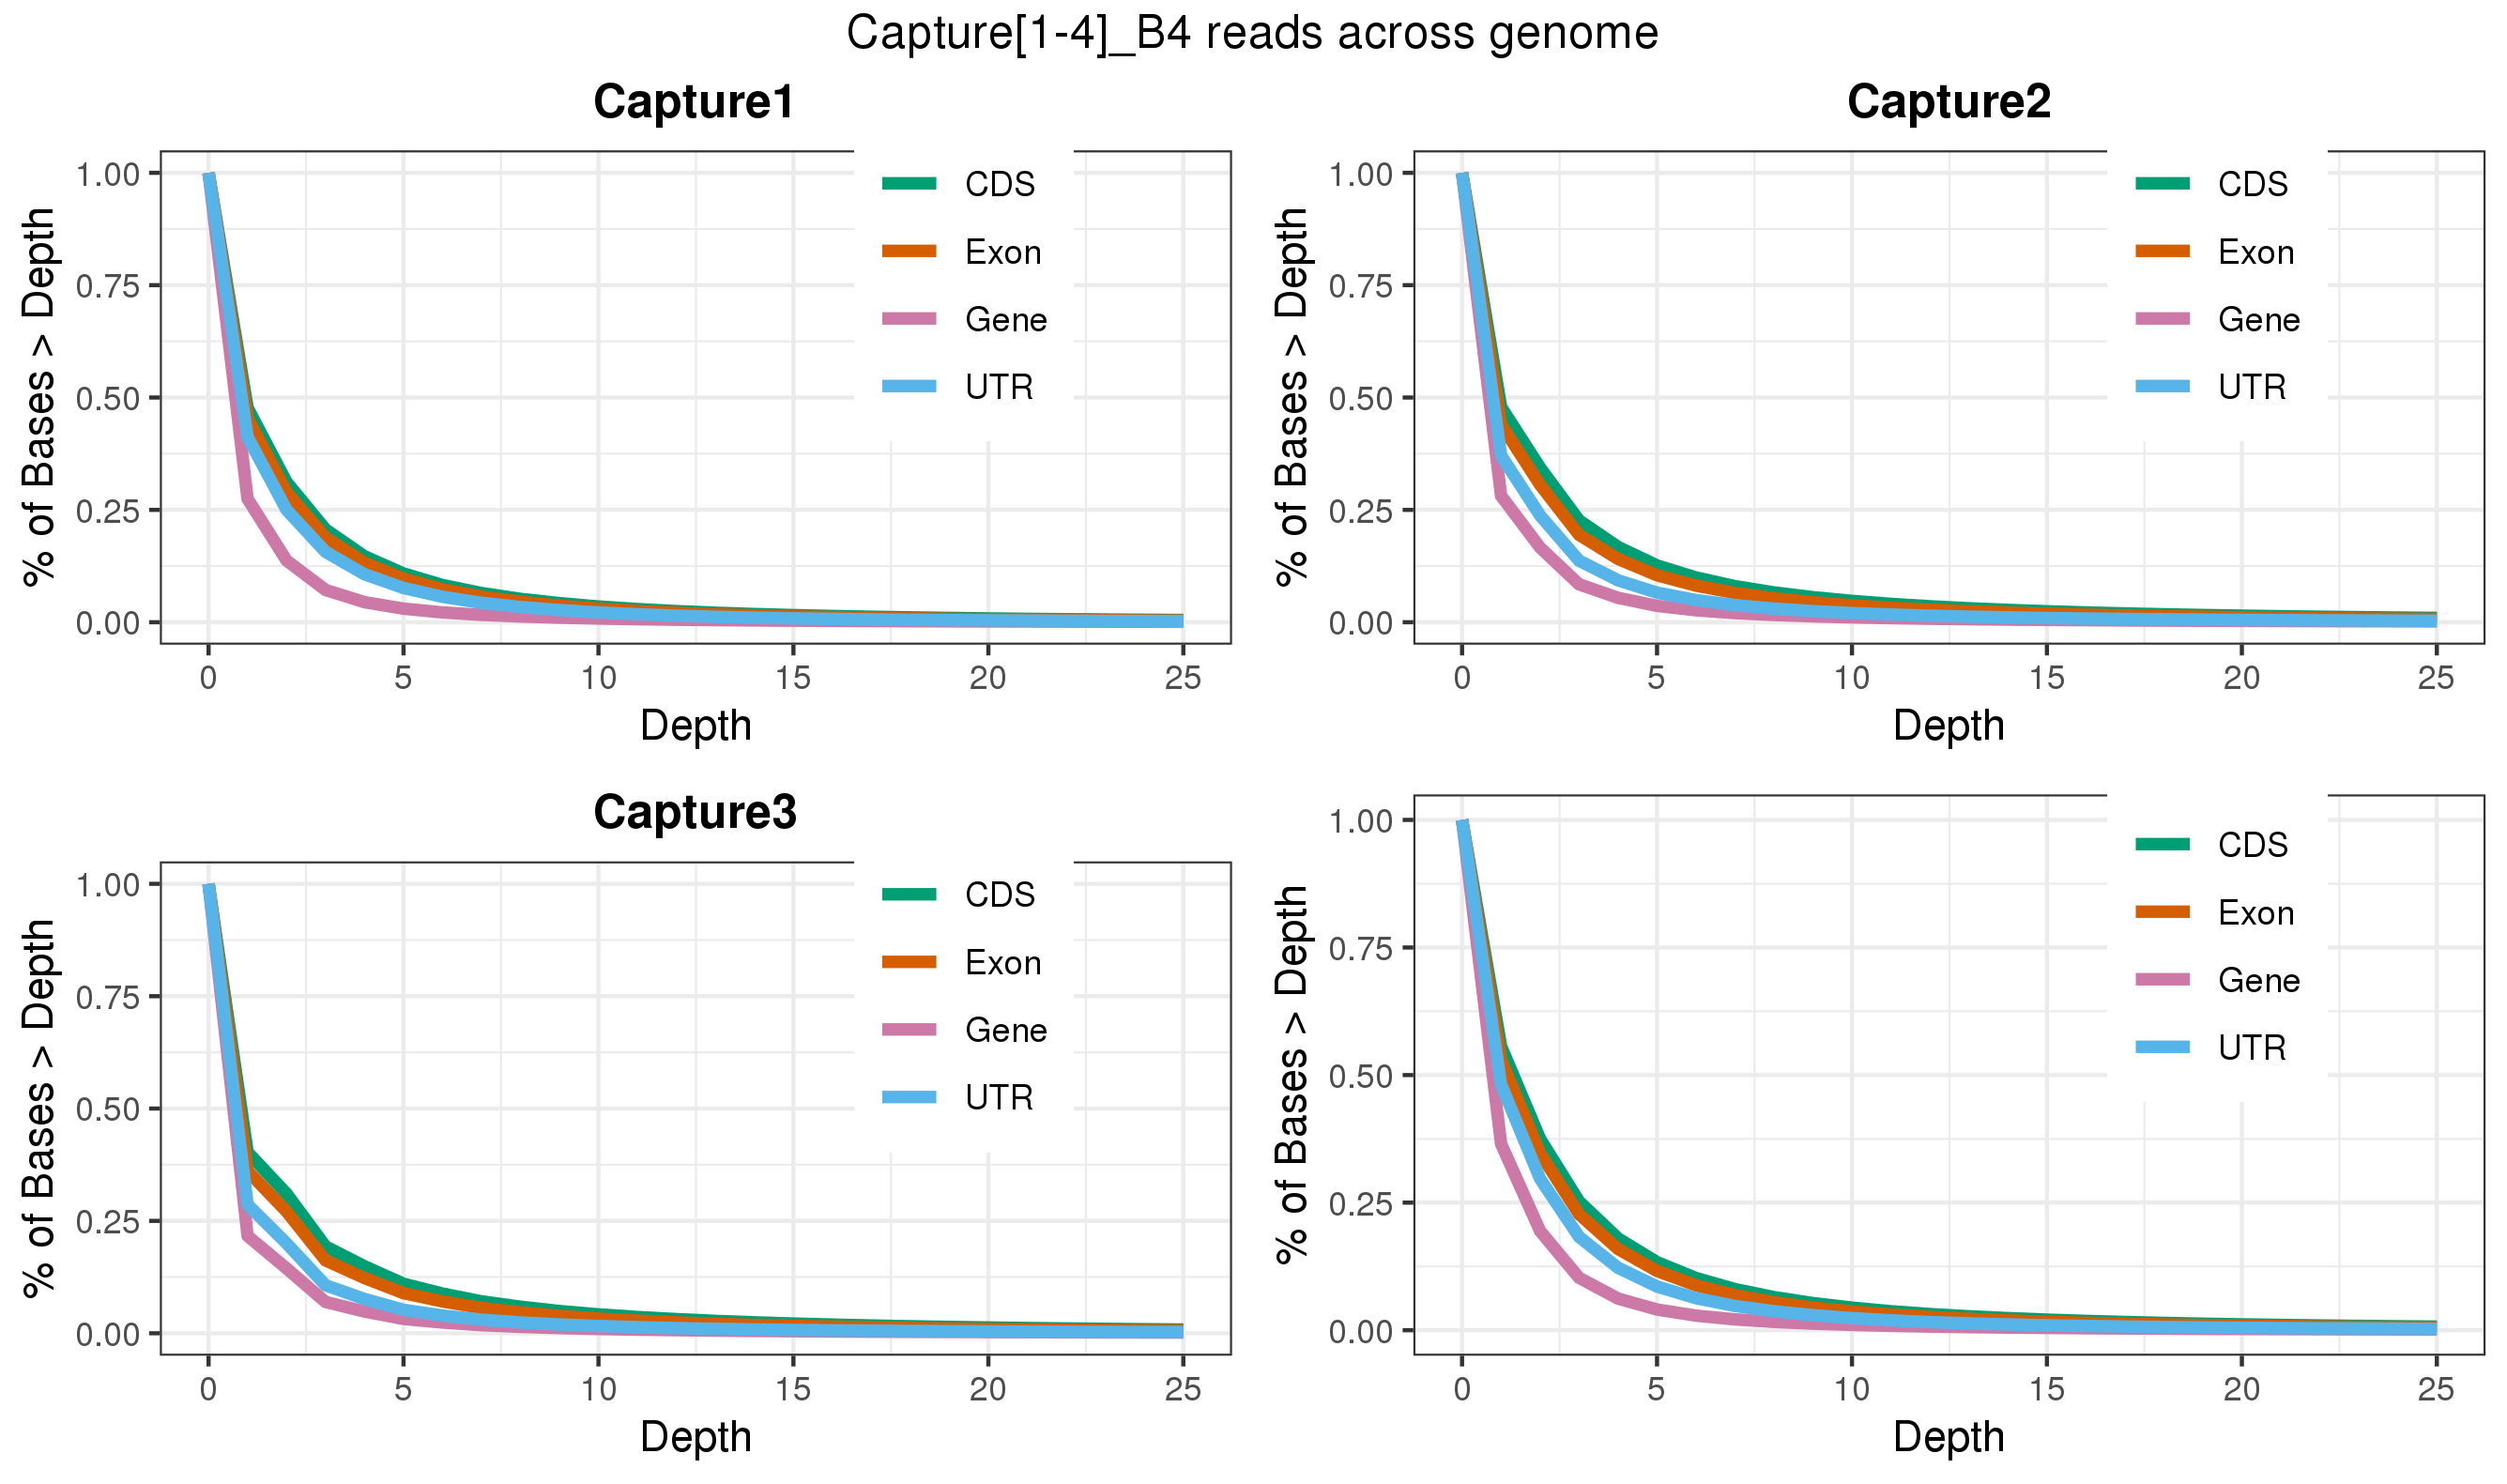 Capture[1-4]_B4 reads across genome
Capture1
% of Bases > Depth
1.00
0.75
0.50
0.25
0.00
0 5 10 15 20 25
Depth
CDS
Exon
Gene
UTR
Capture2
% of Bases > Depth
1.00
0.75
0.50
0.25
0.00
0 5 10 15 20 25
Depth
CDS
Exon
Gene
UTR
Capture3
% of Bases > Depth
1.00
0.75
0.50
0.25
0.00
0 5 10 15 20 25
Depth
CDS
Exon
Gene
UTR
% of Bases > Depth
1.00
0.75
0.50
0.25
0.00
0 5 10 15 20 25
Depth
CDS
Exon
Gene
UTR